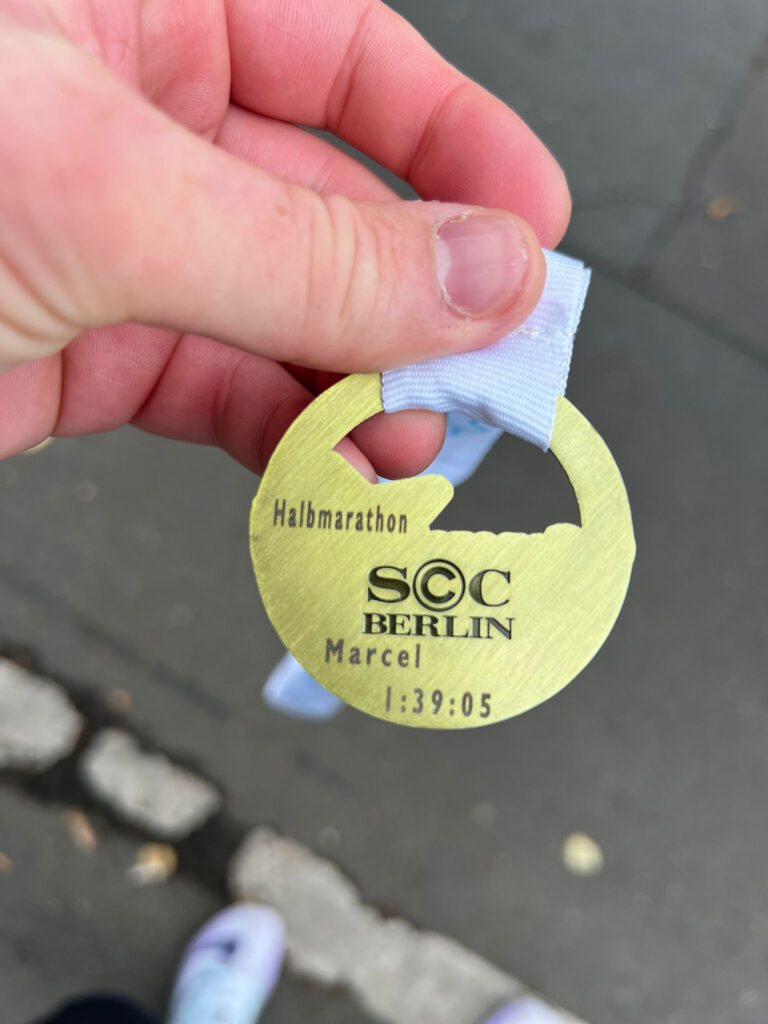 Halbmarathon
SCC
BERLIN
Marcel
1:39:05